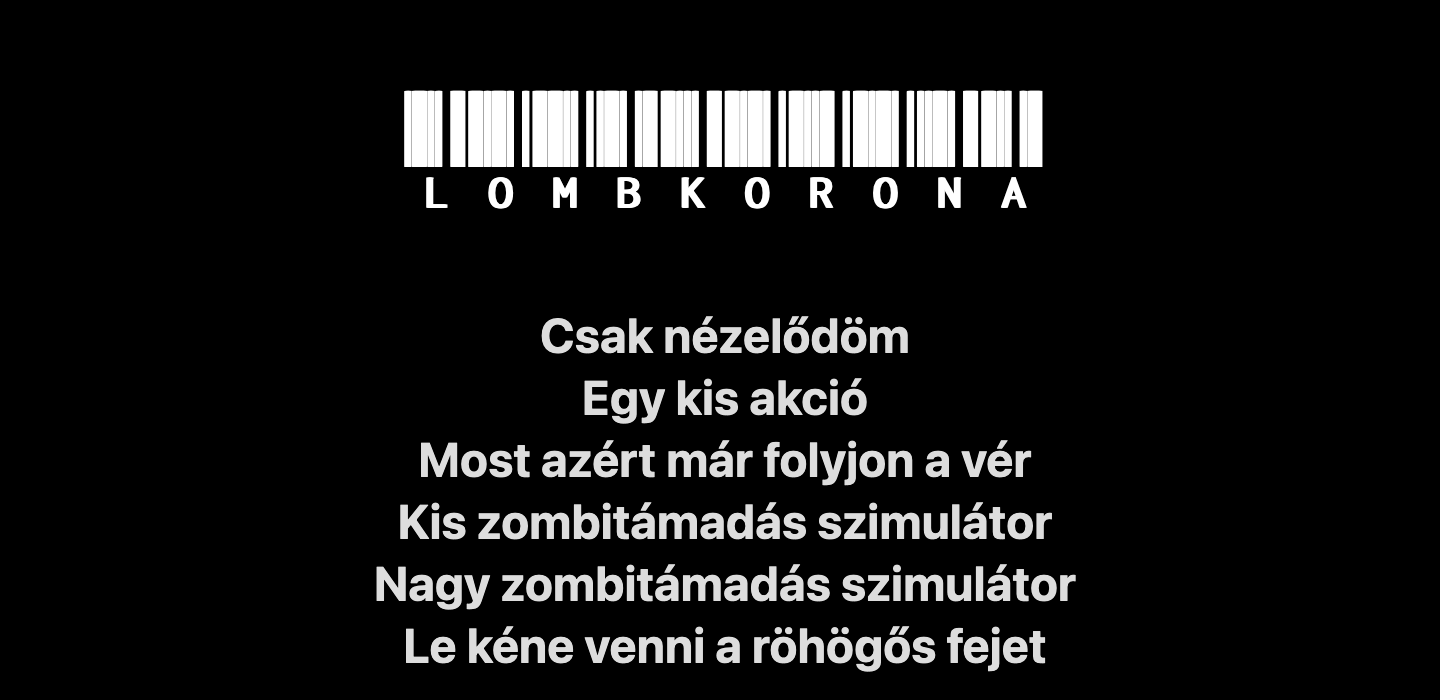 LOMBKORONA
Csak nézelődöm
Egy kis akció
Most azért már folyjon a vér
Kis zombitámadás szimulátor
Nagy zombitámadás szimulátor
Le kéne venni a röhögős fejet